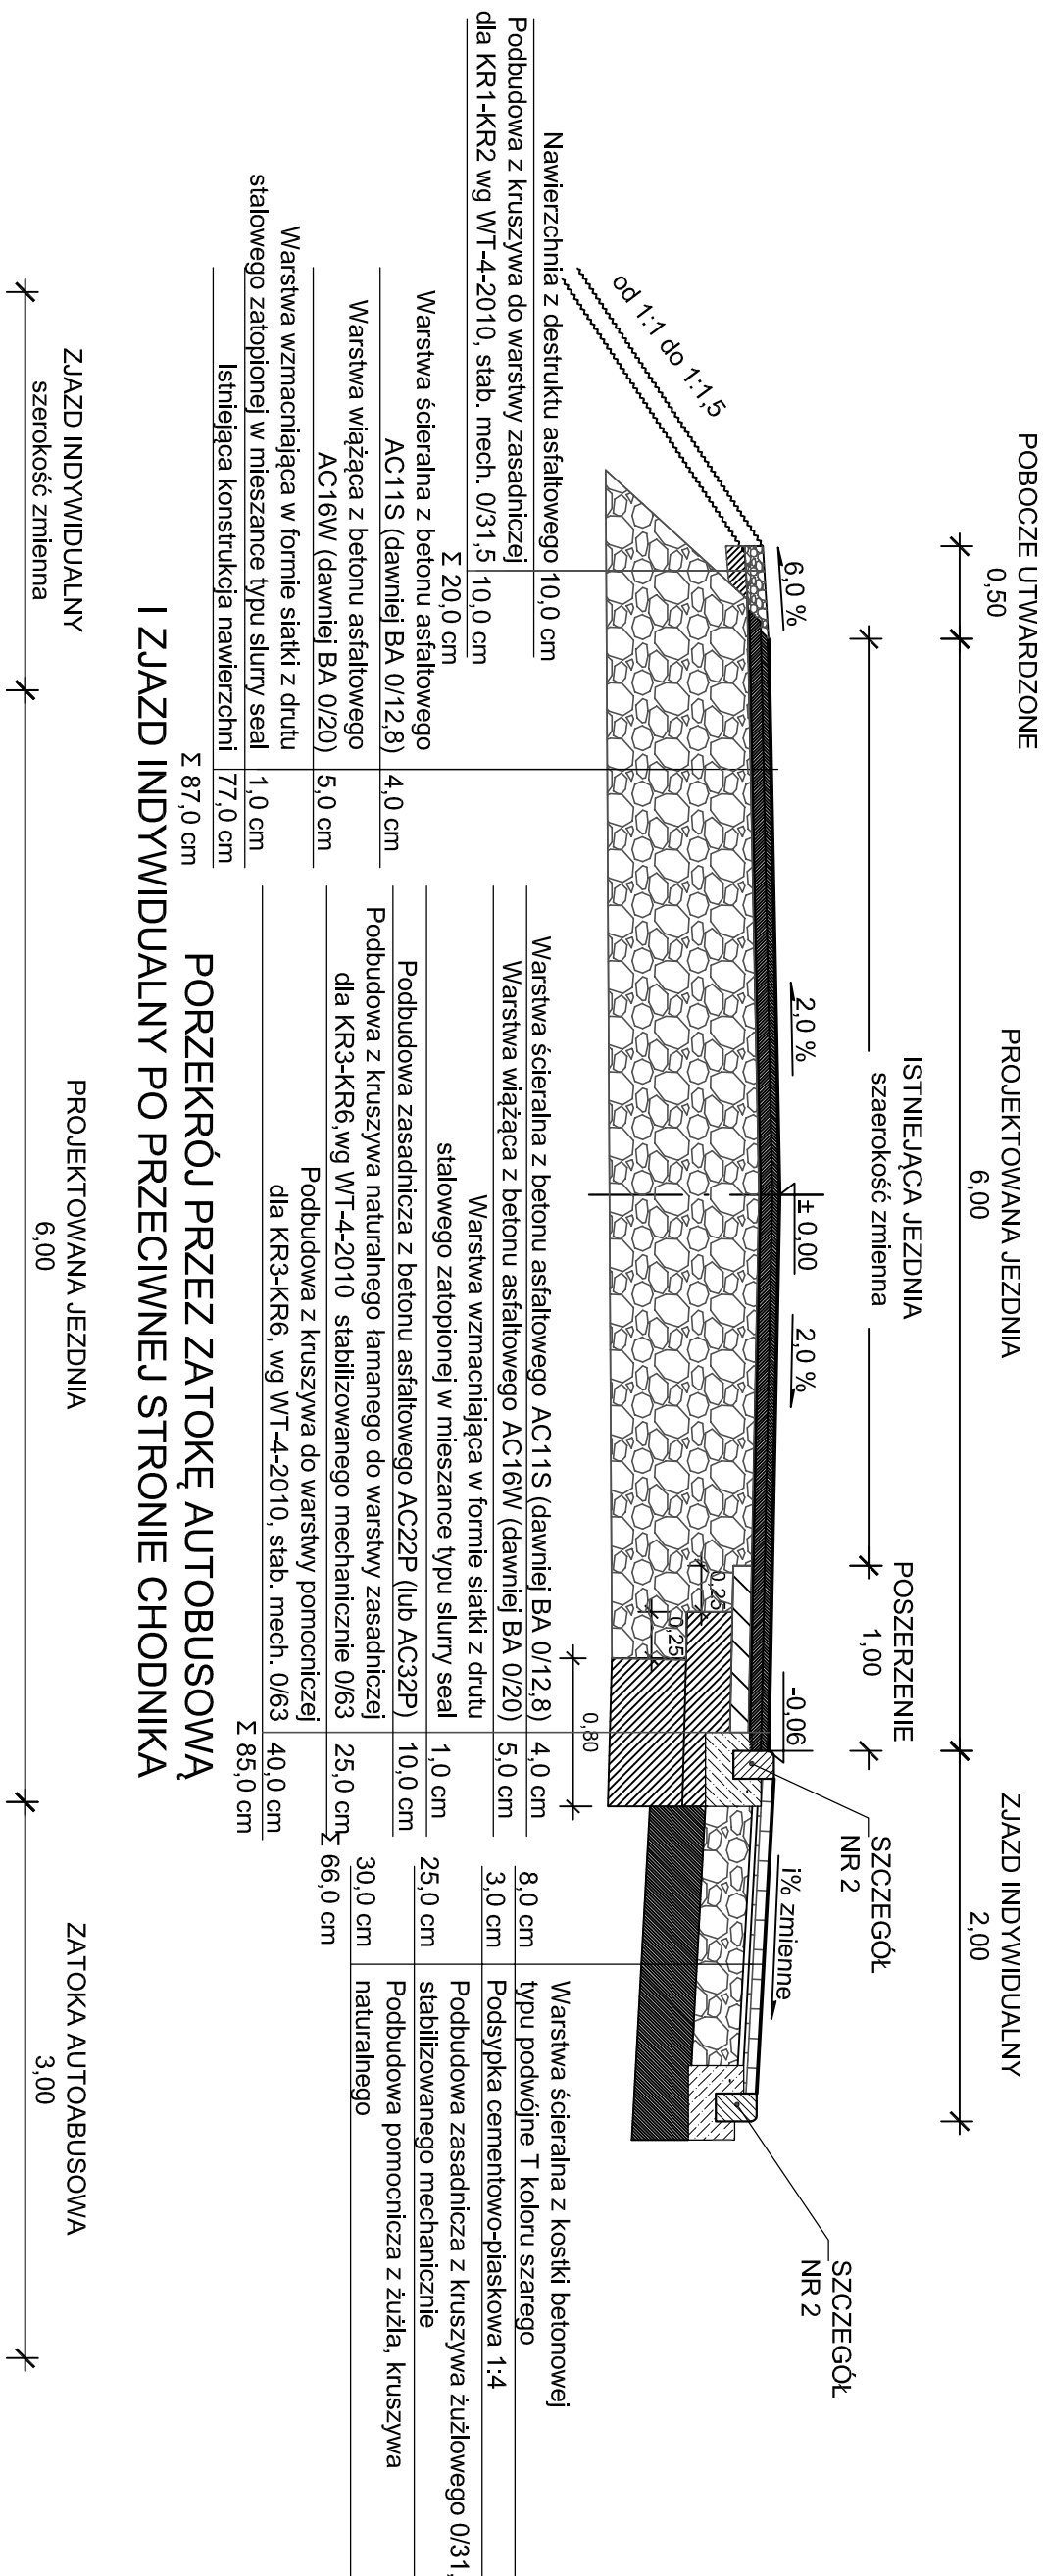 POBOCZE UTWARDZONE
0,50
PROJEKTOWANA JEZDNIA
6,00
ZJAZD INDYWIDUALNY
2,00
ISTNIEJĄCA JEZDNIA
szaerokość zmienna
POSZERZENIE
1,00
SZCZEGÓŁ
NR 2
SZCZEGÓŁ
NR 2
od 1:1 do 1:1,5
6,0 %
2,0 %
± 0,00
2,0 %
-0,06
i% zmienne
0,25
0,25
0,80
Nawierzchnia z destruktu asfaltowego 10,0 cm
Podbudowa z kruszywa do warstwy zasadniczej
dla KR1-KR2 wg WT-4-2010, stab. mech. 0/31,5 10,0 cm
Σ 20,0 cm
Warstwa ścieralna z betonu asfaltowego
AC11S (dawniej BA 0/12,8) 4,0 cm
Warstwa wiążąca z betonu asfaltowego
AC16W (dawniej BA 0/20) 5,0 cm
Warstwa wzmacniająca w formie siatki z drutu
stalowego zatopionej w mieszance typu slurry seal 1,0 cm
Istniejąca konstrukcja nawierzchni 77,0 cm
Σ 87,0 cm
Warstwa ścieralna z betonu asfaltowego AC11S (dawniej BA 0/12,8) 4,0 cm
Warstwa wiążąca z betonu asfaltowego AC16W (dawniej BA 0/20) 5,0 cm
Warstwa wzmacniająca w formie siatki z drutu
stalowego zatopionej w mieszance typu slurry seal 1,0 cm
Podbudowa zasadnicza z betonu asfaltowego AC22P (lub AC32P) 10,0 cm
Podbudowa z kruszywa naturalnego łamanego do warstwy zasadniczej
dla KR3-KR6,wg WT-4-2010 stabilizowanego mechanicznie 0/63 25,0 cm
Podbudowa z kruszywa do warstwy pomocniczej
dla KR3-KR6, wg WT-4-2010, stab. mech. 0/63 40,0 cm
Σ 85,0 cm
Warstwa ścieralna z kostki betonowej
8,0 cm typu podwójne T koloru szarego
3,0 cm Podsypka cementowo-piaskowa 1:4
Podbudowa zasadnicza z kruszywa żużlowego 0/31,
25,0 cm stabilizowanego mechanicznie
Podbudowa pomocnicza z żużla, kruszywa
30,0 cm naturalnego
Σ 66,0 cm
PORZEKRÓJ PRZEZ ZATOKĘ AUTOBUSOWĄ
I ZJAZD INDYWIDUALNY PO PRZECIWNEJ STRONIE CHODNIKA
ZJAZD INDYWIDUALNY
szerokość zmienna
PROJEKTOWANA JEZDNIA
6,00
ZATOKA AUTOABUSOWA
3,00